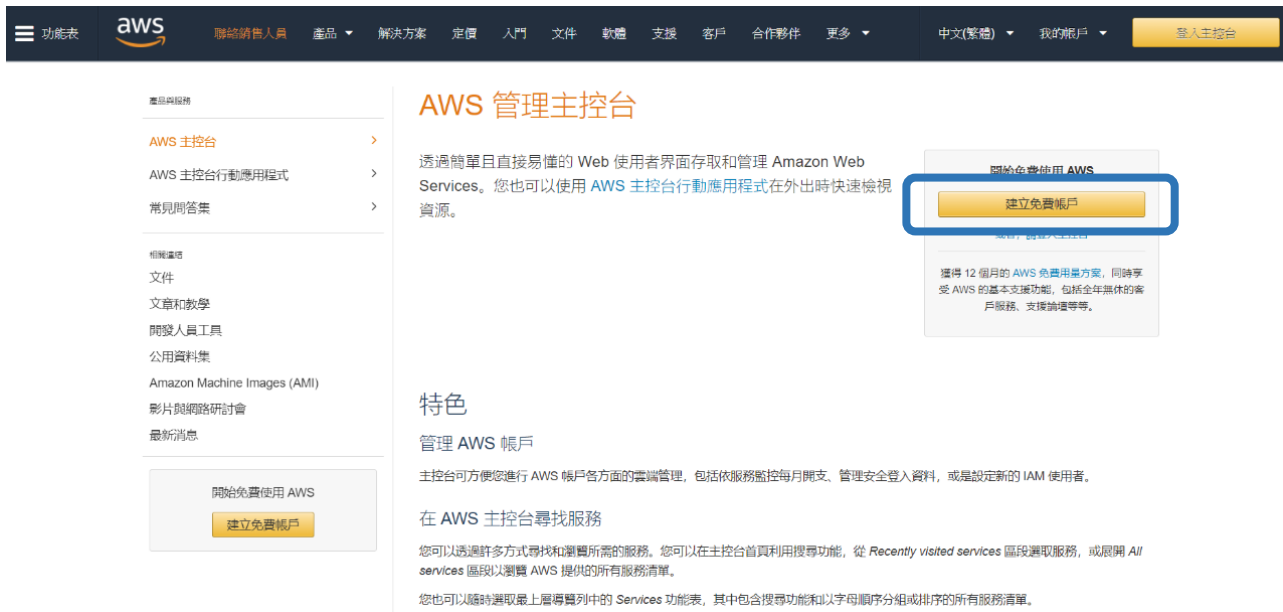 功能表
aws
聯絡銷售人員 產品 解決方案 定價 入門 文件 軟體 支援 客戶 合作夥伴 更多
中文(繁體) 我的帳戶 登入主控台
產品與服務
AWS 主控台
AWS 主控台行動應用程式
常見問答集
相關連結
文件
文章和教學
開發人員工具
公用資料集
Amazon Machine Images (AMI)
影片與網路研討會
最新消息
開始免費使用 AWS
建立免費帳戶
AWS 管理主控台
透過簡單且直接易懂的 Web 使用者界面存取和管理 Amazon Web
Services。您也可以使用 AWS 主控台行動應用程式在外出時快速檢視
資源。
開始免費使用 AWS
建立免費帳戶
或者，請登入主控台
獲得 12 個月的 AWS 免費用量方案，同時享
受 AWS 的基本支援功能，包括全年無休的客
戶服務、支援論壇等等。
特色
管理 AWS 帳戶
主控台可方便您進行 AWS 帳戶各方面的雲端管理，包括依服務監控每月開支、管理安全登入資料，或是設定新的 IAM 使用者。
在 AWS 主控台尋找服務
您可以透過許多方式尋找和瀏覽所需的服務。您可以在主控台首頁利用搜尋功能，從 Recently visited services 區段選取服務，或展開 All
services 區段以瀏覽 AWS 提供的所有服務清單。
您也可以隨時選取最上層導覽列中的 Services 功能表，其中包含搜尋功能和以字母順序分組或排序的所有服務清單。